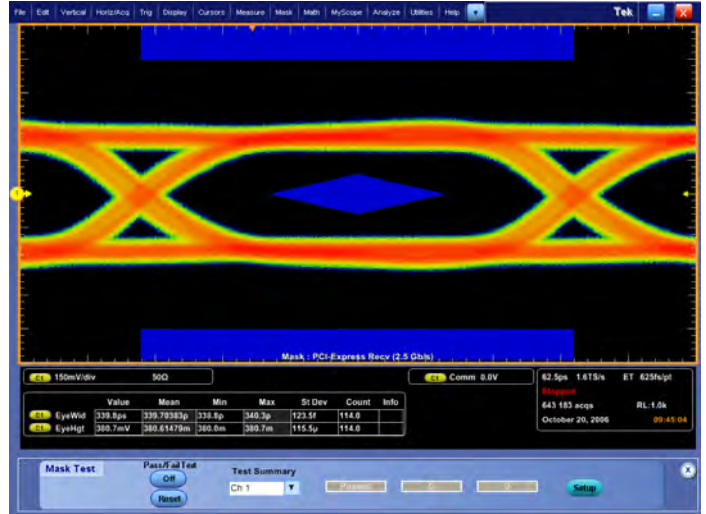 File Edit Vertical Horiz/Acq Trig Display Cursors Measure Mask Math MyScope Analyze Utilities Help Tek
1
Mask : PCI-Express Recv (2.5 Gb/s)
C1 150mV/div 50Ω C1 Comm 0.0V
62.5ps 1.6TS/s ET 625fs/pt
Stopped
643 183 acqs RL:1.0k
October 20, 2006 09:45:04
Value Mean Min Max St Dev Count Info
C1 EyeWid 339.8ps 339.70383p 338.8p 340.3p 123.5f 114.0
C1 EyeHgt 380.7mV 380.61479m 380.0m 380.7m 115.5µ 114.0
Mask Test
Pass/Fail Test
Off
Reset
Test Summary
Ch 1
Passed 0 0
Setup
X